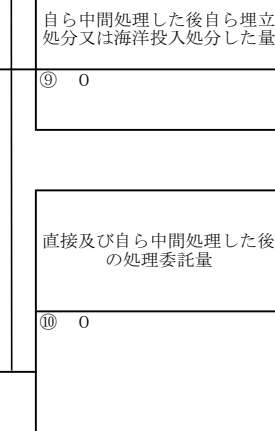 自ら中間処理した後自ら埋立
処分又は海洋投入処分した量
⑨ 0
直接及び自ら中間処理した後
の処理委託量
⑩ 0